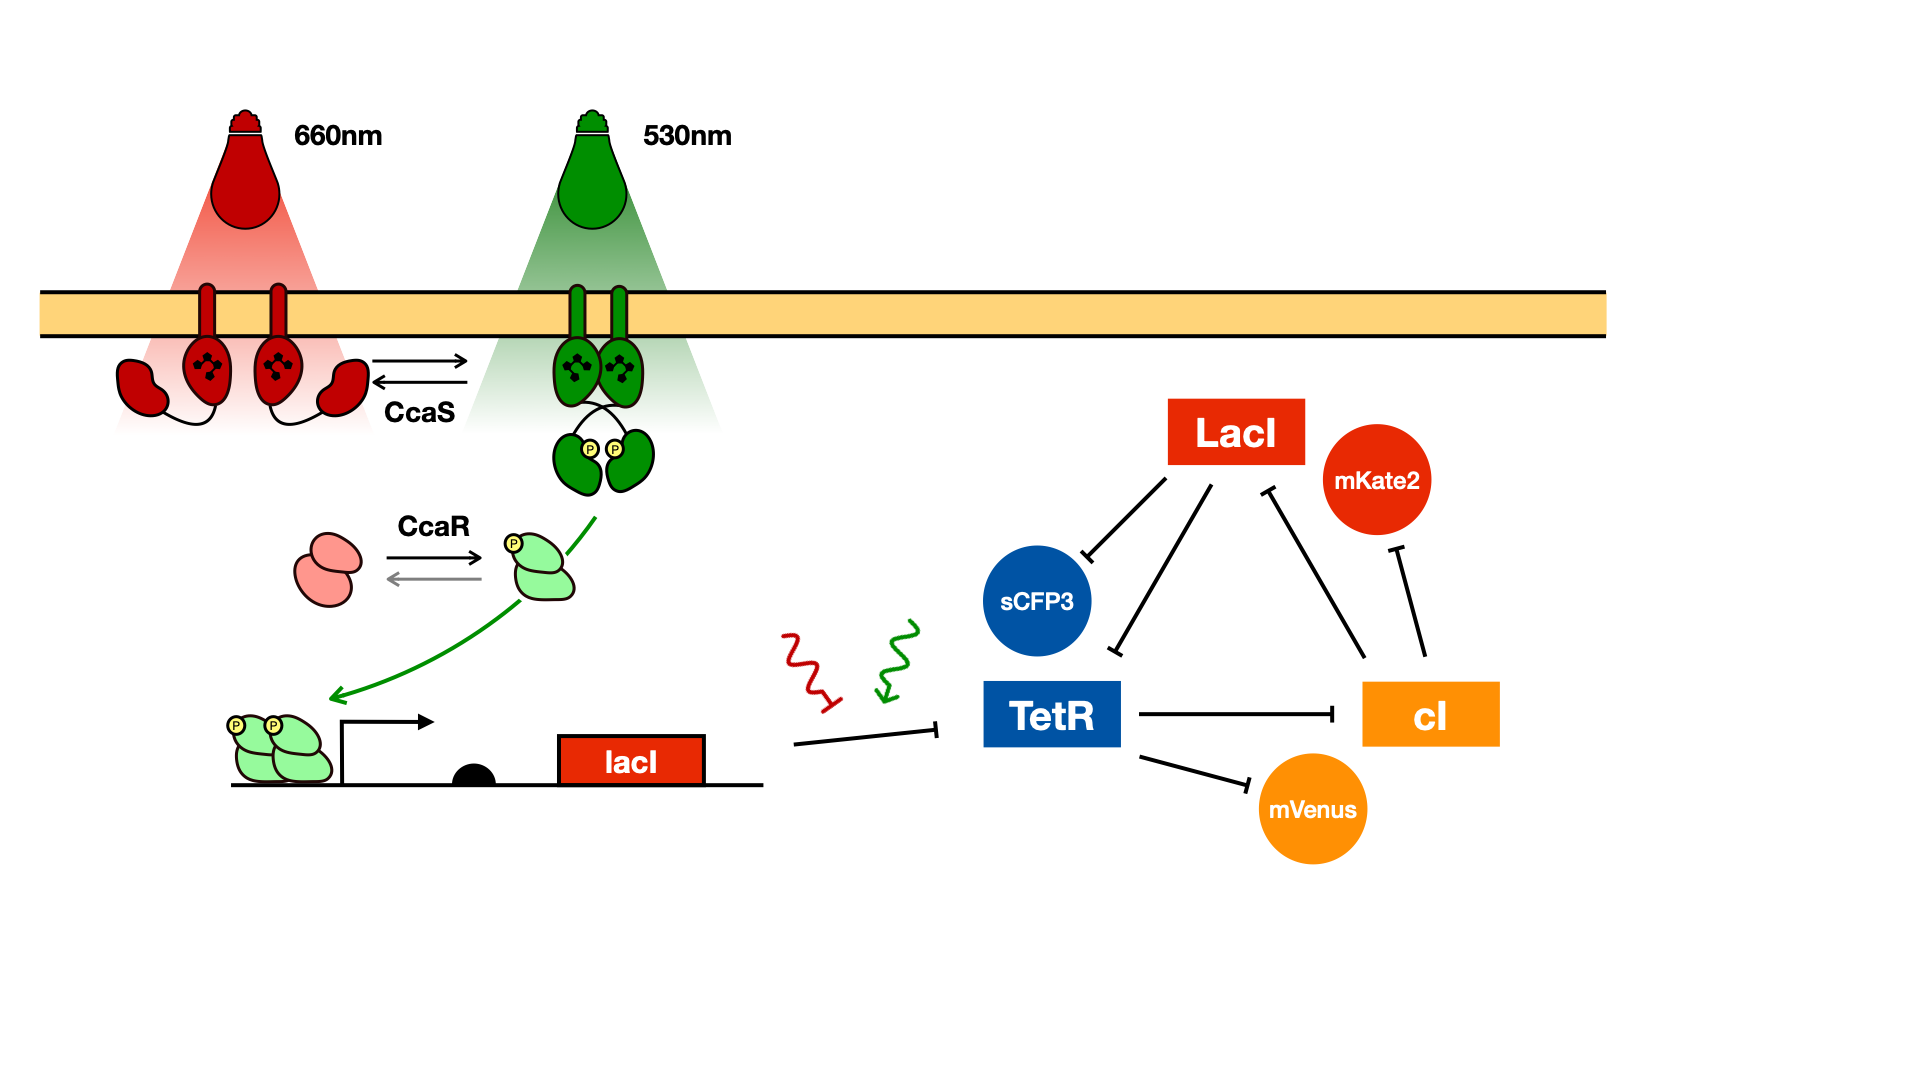 660nm
530nm
CcaS
P
P
CcaR
P
P
P
lacI
LacI
mKate2
sCFP3
TetR
cI
mVenus